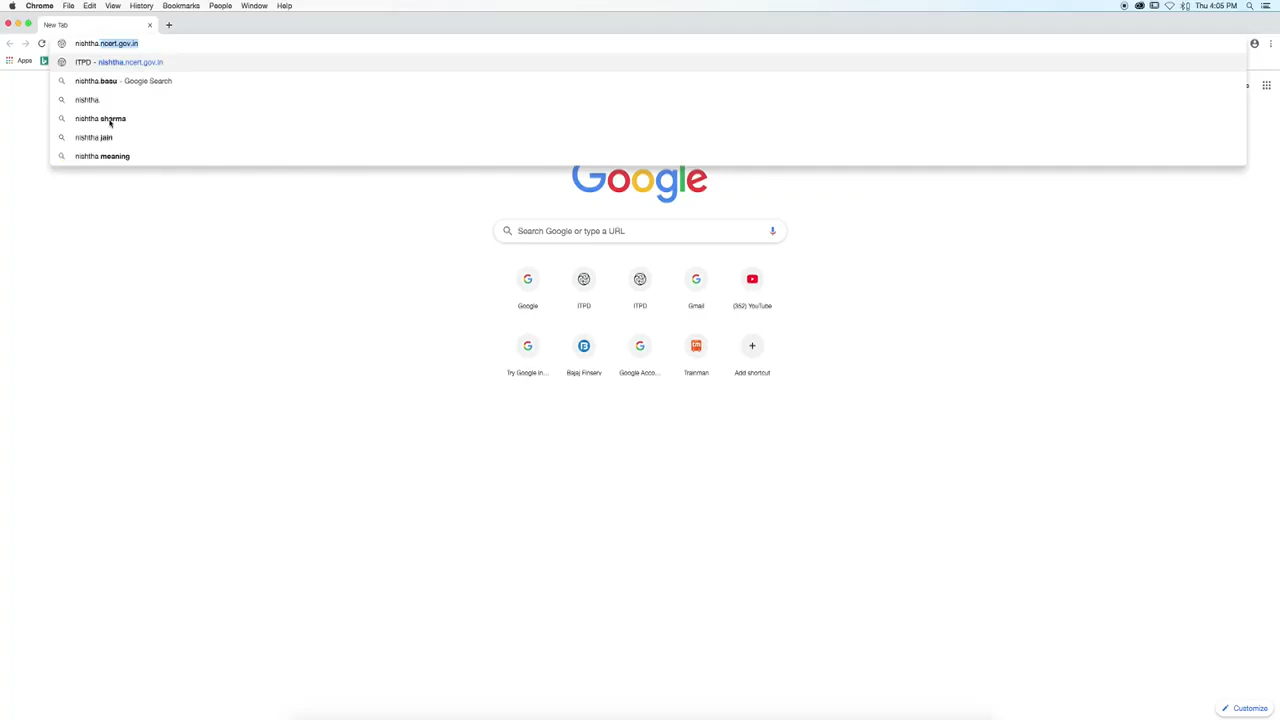 Chrome File Edit View History Bookmarks People Window Help Thu 4:05 PM
New Tab
nishtha.ncert.gov.in
Apps
ITPD - nishtha.ncert.gov.in
nishtha.basu - Google Search
nishtha.
nishtha sharma
nishtha jain
nishtha meaning
Google
Search Google or type a URL
Google ITPD ITPD Gmail (352) YouTube
Try Google in... Bajaj Finserv Google Acco... Trainman Add shortcut
Customize